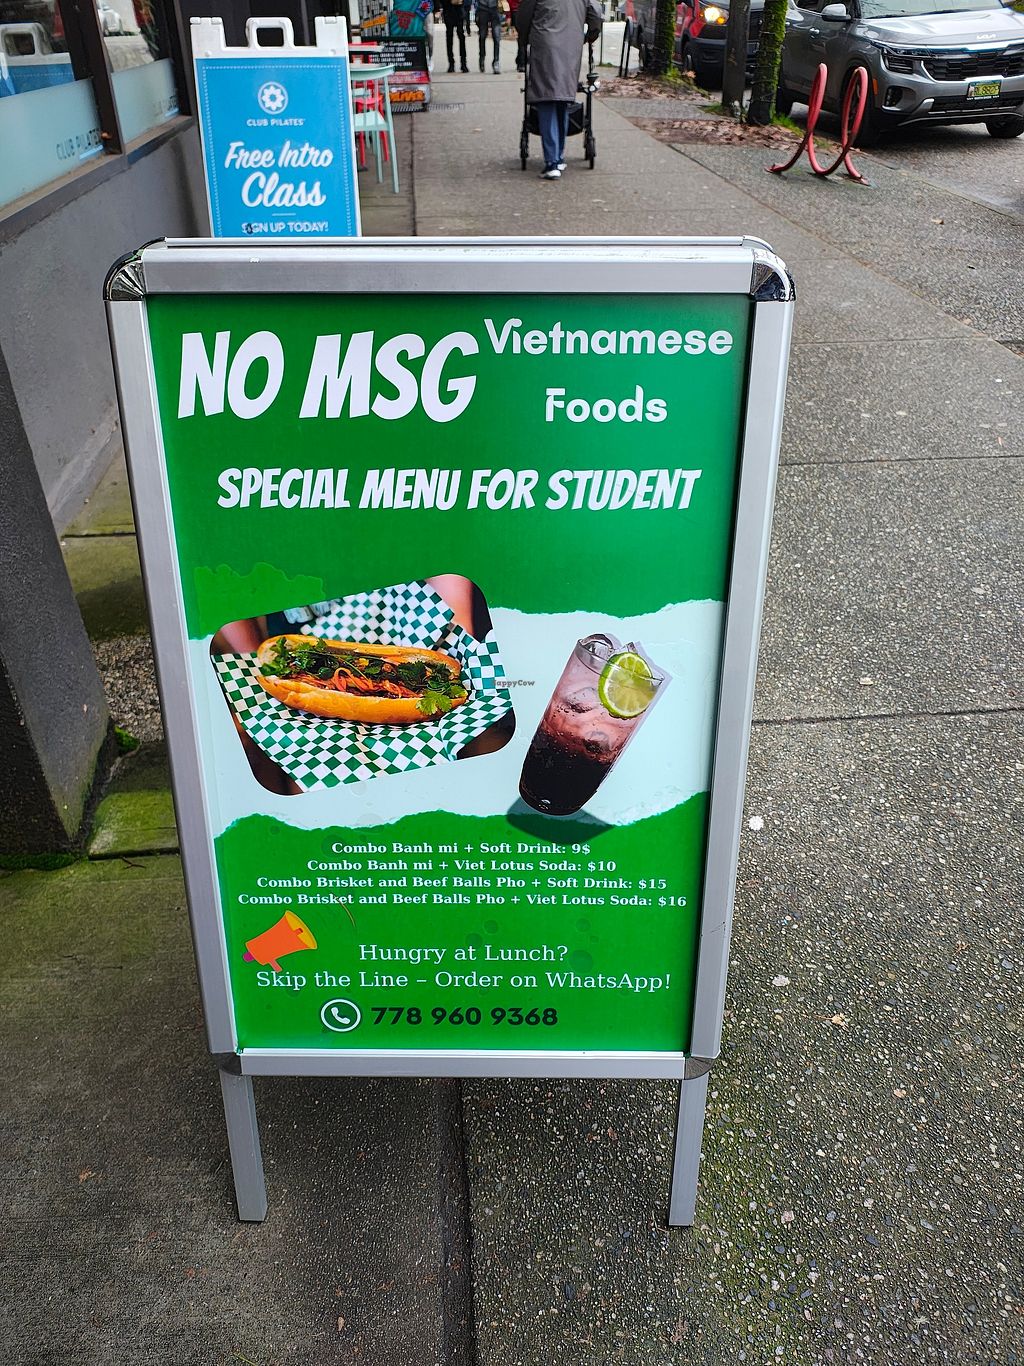 CLUB PILATES
CLUB PILATES
Free Intro
Class
SIGN UP TODAY!
NO MSG
Vietnamese
Foods
SPECIAL MENU FOR STUDENT
HappyCow
Combo Banh mi + Soft Drink: 9$
Combo Banh mi + Viet Lotus Soda: $10
Combo Brisket and Beef Balls Pho + Soft Drink: $15
Combo Brisket and Beef Balls Pho + Viet Lotus Soda: $16
Hungry at Lunch?
Skip the Line – Order on WhatsApp!
778 960 9368